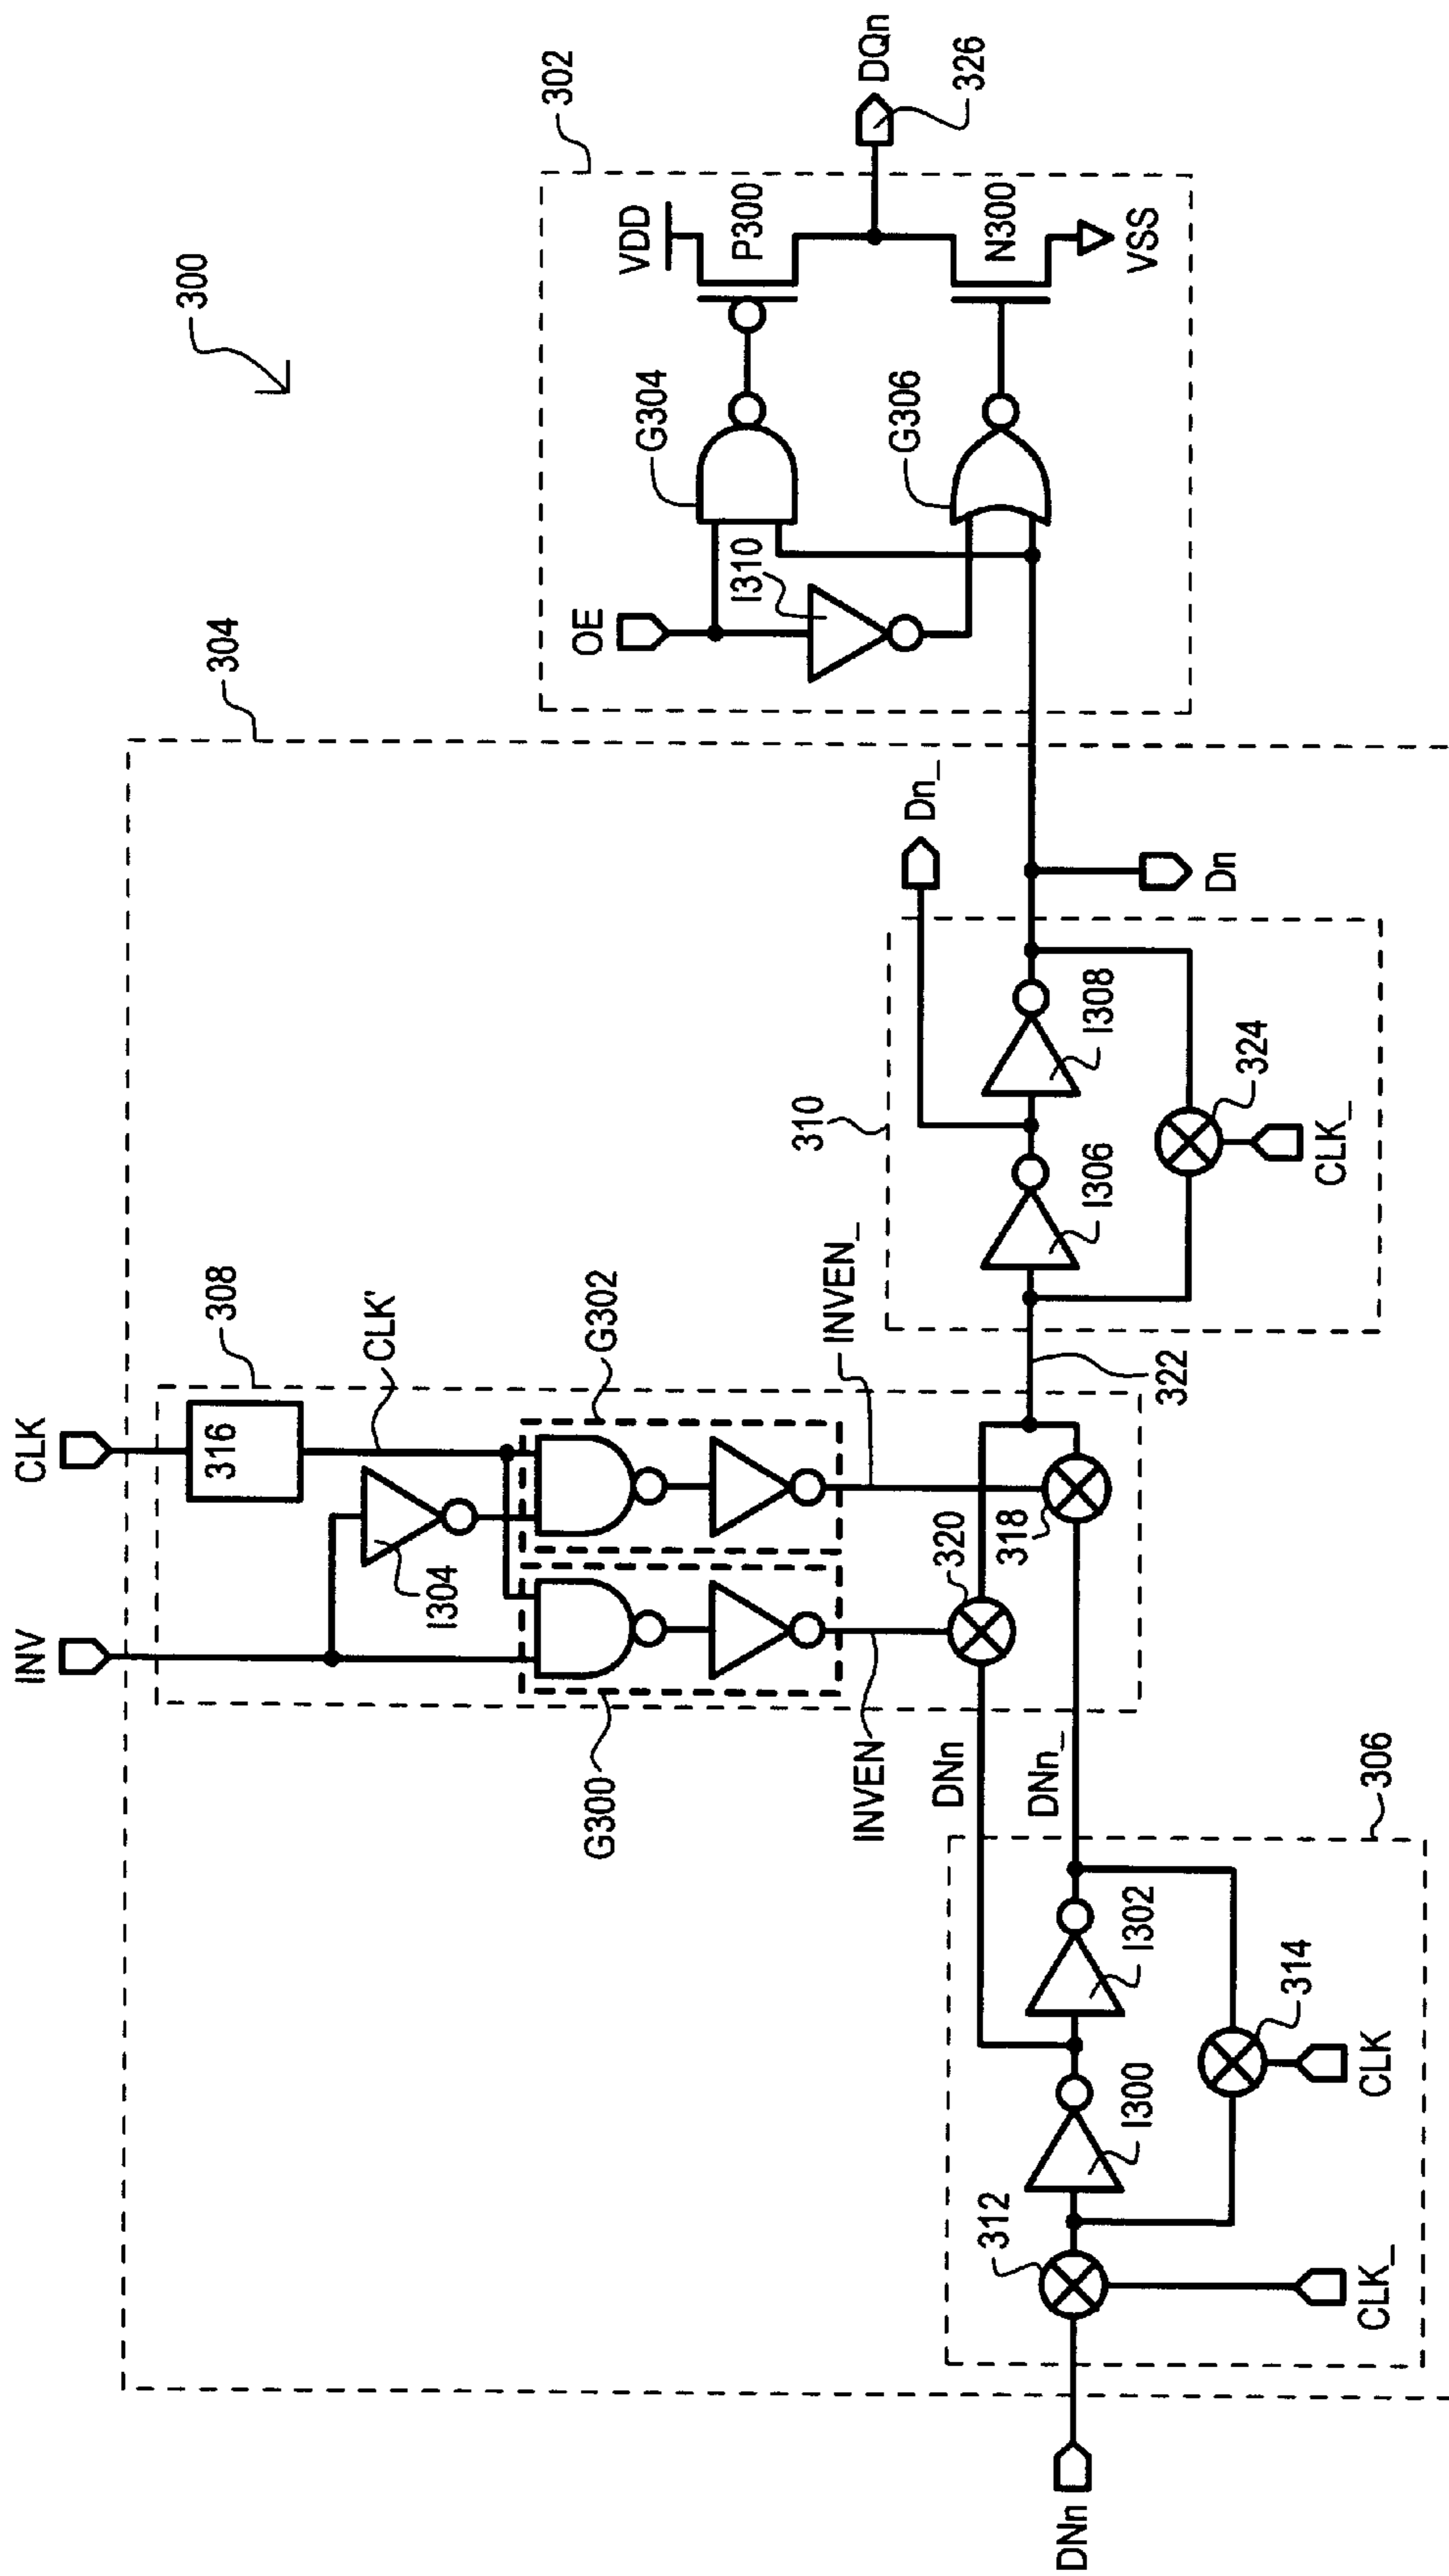 300
304
302
INV
CLK
308
316
CLK'
I304
G300
G302
INVEN
INVEN_
DNn
DNn_
320
318
322
306
312
I300
I302
314
CLK_
CLK
DNn
310
I306
I308
324
CLK_
Dn_
Dn
OE
I310
G304
G306
VDD
P300
N300
VSS
DQn
326